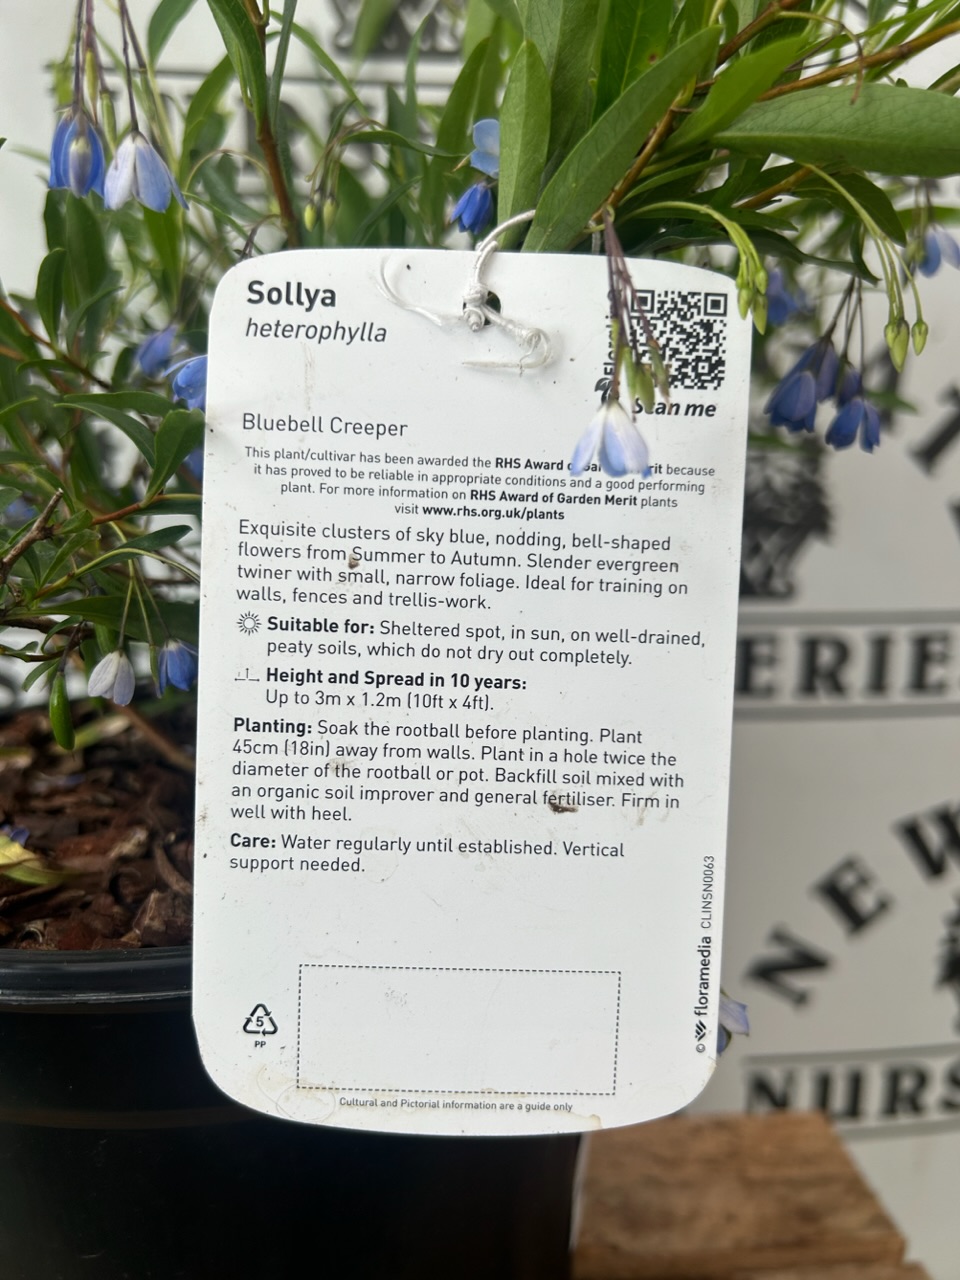 Sollya
heterophylla
Scan me
Bluebell Creeper
This plant/cultivar has been awarded the RHS Award Merit because
it has proved to be reliable in appropriate conditions and a good performing
plant. For more information on RHS Award of Garden Merit plants
visit www.rhs.org.uk/plants
Exquisite clusters of sky blue, nodding, bell-shaped
flowers from Summer to Autumn. Slender evergreen
twiner with small, narrow foliage. Ideal for training on
walls, fences and trellis-work.
Suitable for: Sheltered spot, in sun, on well-drained,
peaty soils, which do not dry out completely.
Height and Spread in 10 years:
Up to 3m x 1.2m (10ft x 4ft).
Planting: Soak the rootball before planting. Plant
45cm (18in) away from walls. Plant in a hole twice the
diameter of the rootball or pot. Backfill soil mixed with
an organic soil improver and general fertiliser. Firm in
well with heel.
Care: Water regularly until established. Vertical
support needed.
© floramedia CLINSN0063
5
PP
Cultural and Pictorial information are a guide only
ERIE
NEW
NURS